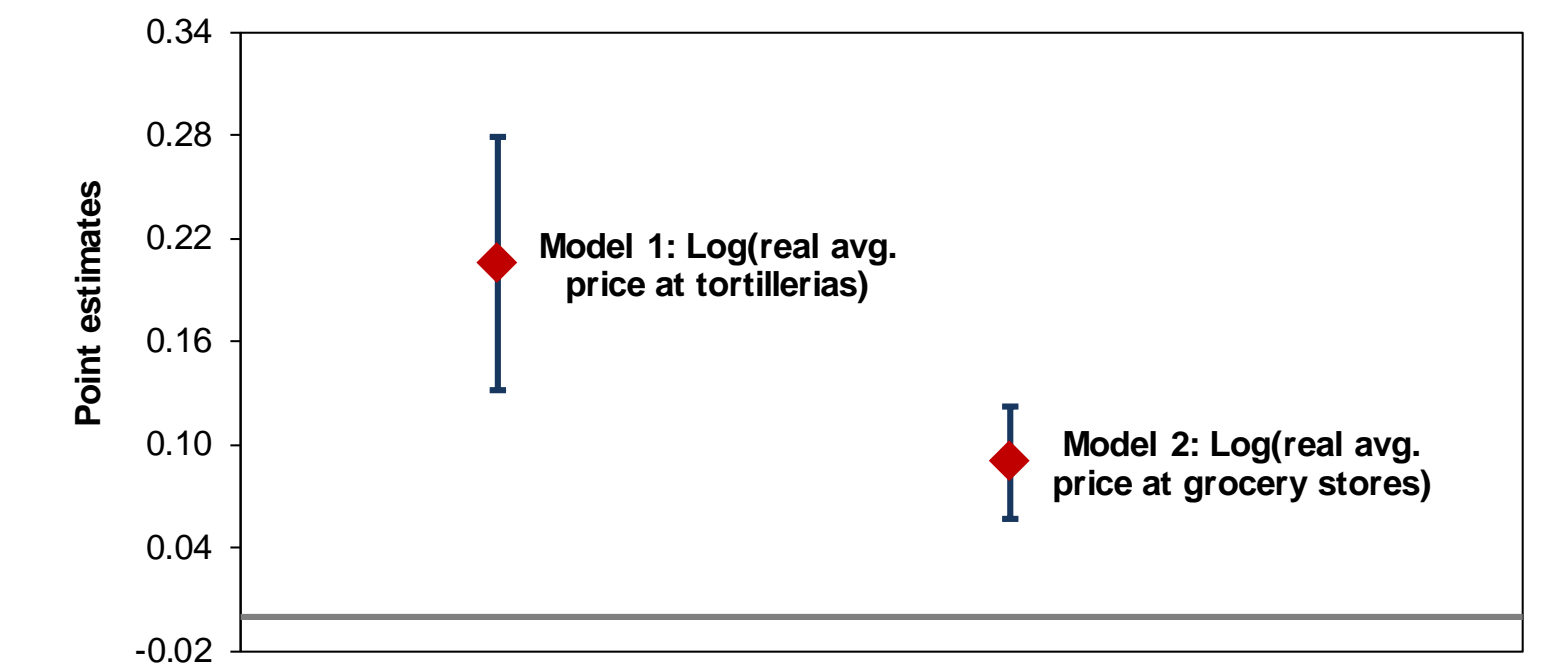 0.34
0.28
0.22
0.16
0.10
0.04
-0.02
Point estimates
Model 1: Log(real avg.
price at tortillerias)
Model 2: Log(real avg.
price at grocery stores)